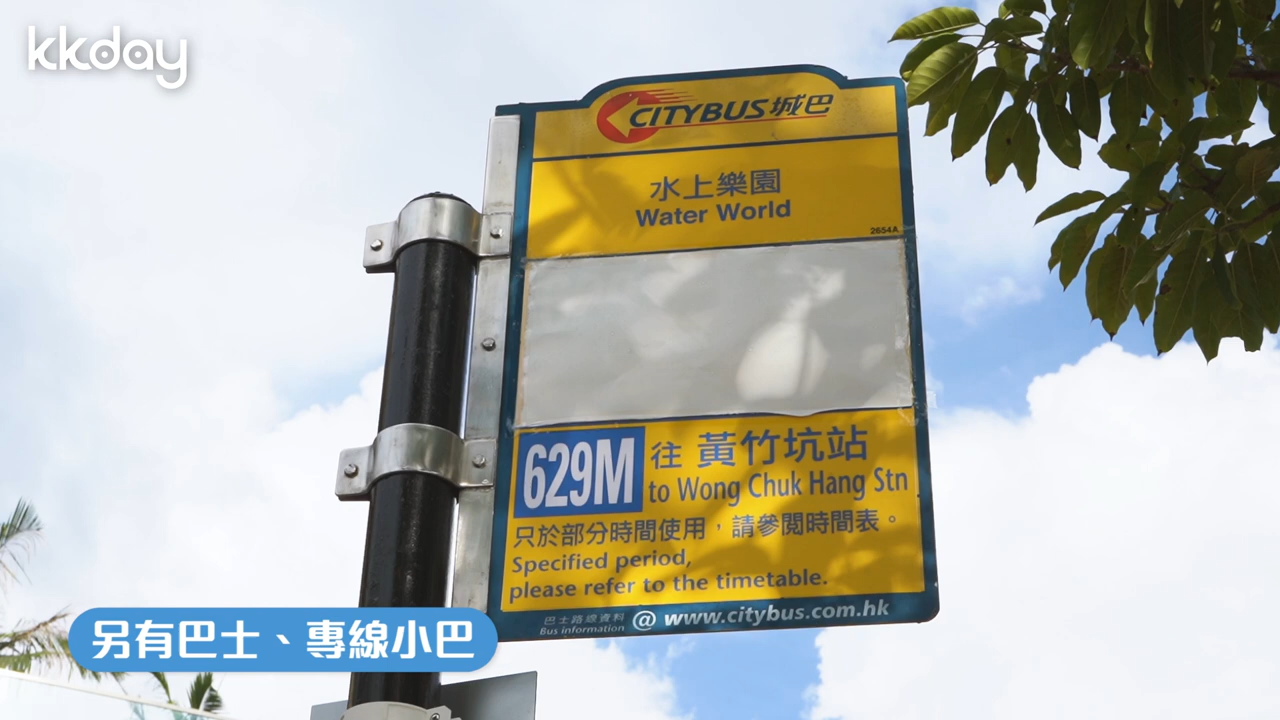 kkday
CITYBUS城巴
水上樂園
Water World
2654A
629M
往 黃竹坑站
to Wong Chuk Hang Stn
只於部分時間使用，請參閱時間表。
Specified period,
please refer to the timetable.
巴士路線資料
Bus information
@ www.citybus.com.hk
另有巴士、專線小巴